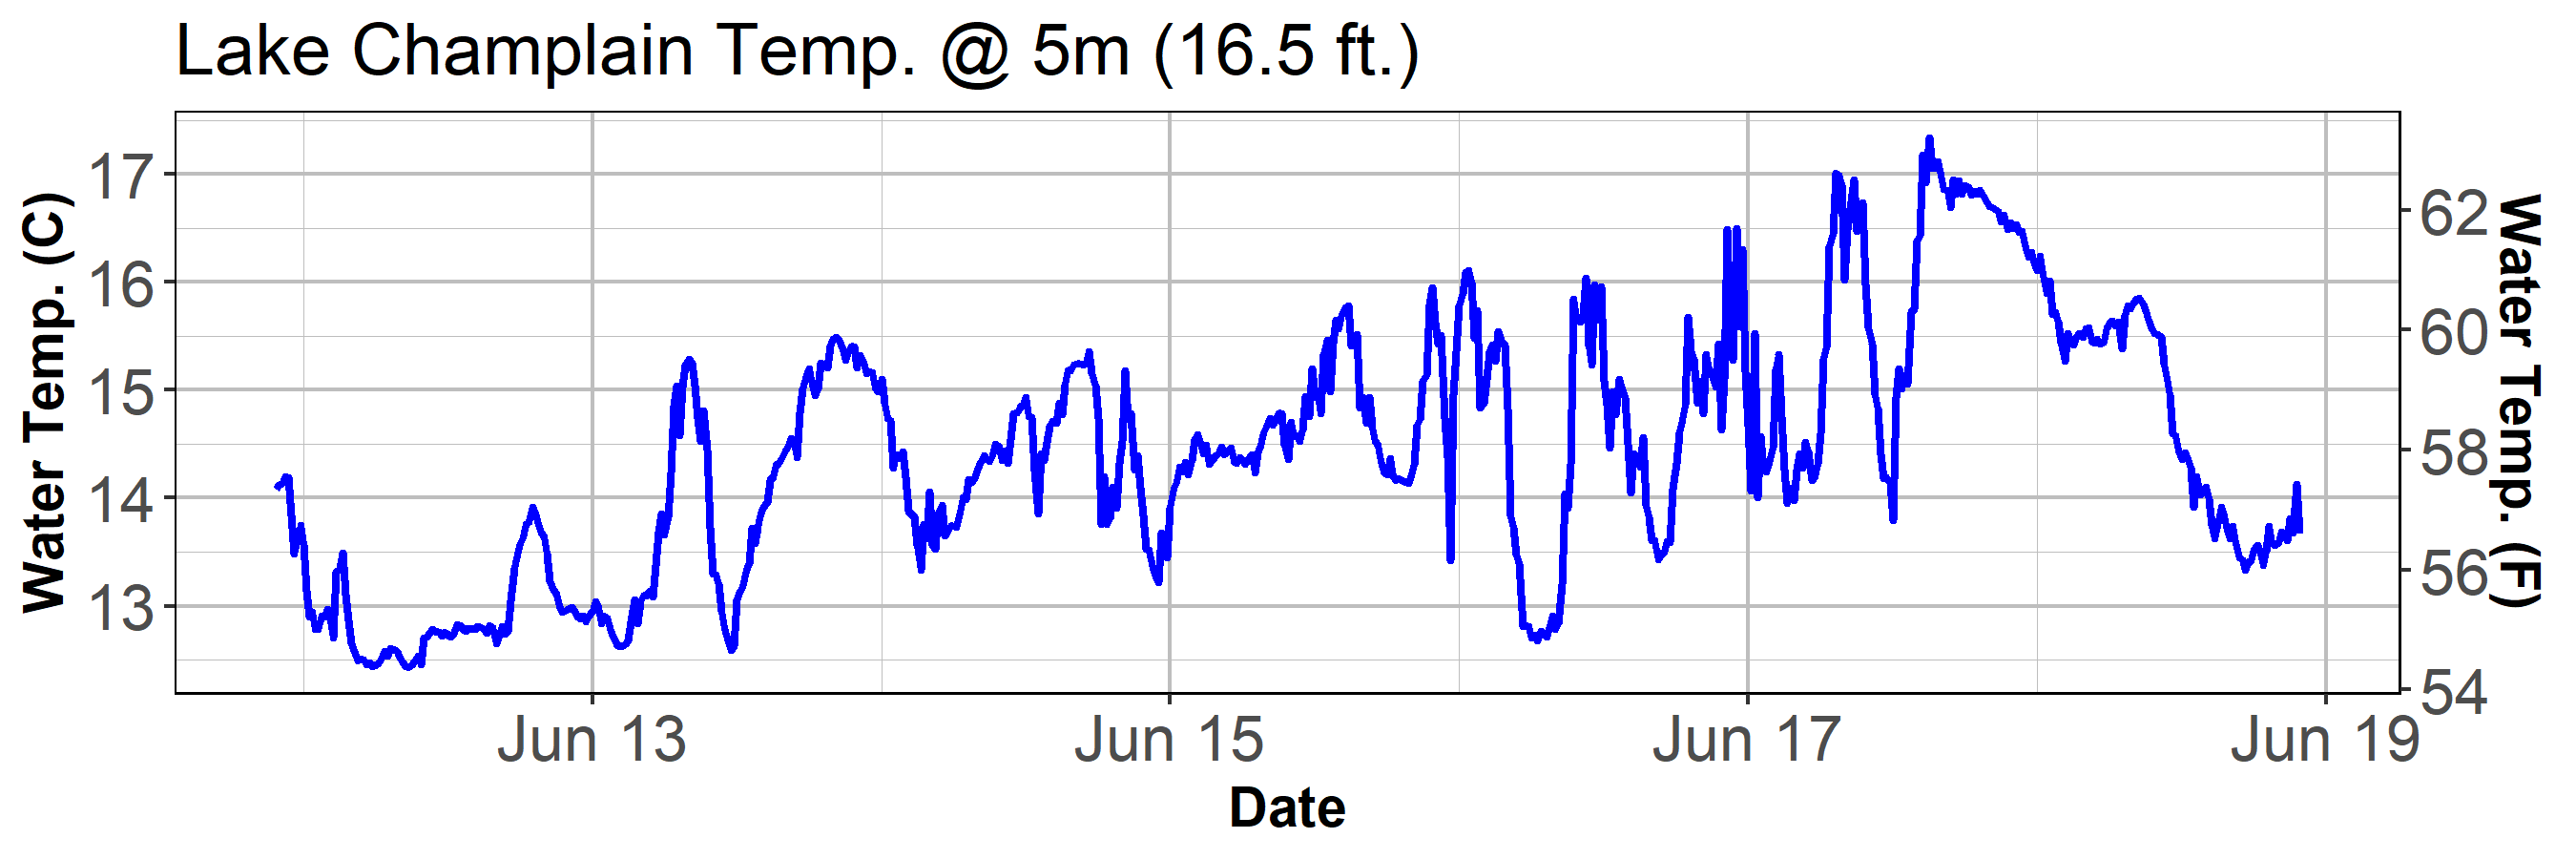 Lake Champlain Temp. @ 5m (16.5 ft.)
Water Temp. (C)
17
16
15
14
13
62
60
58
56
54
Water Temp. (F)
Jun 13
Jun 15
Jun 17
Jun 19
Date